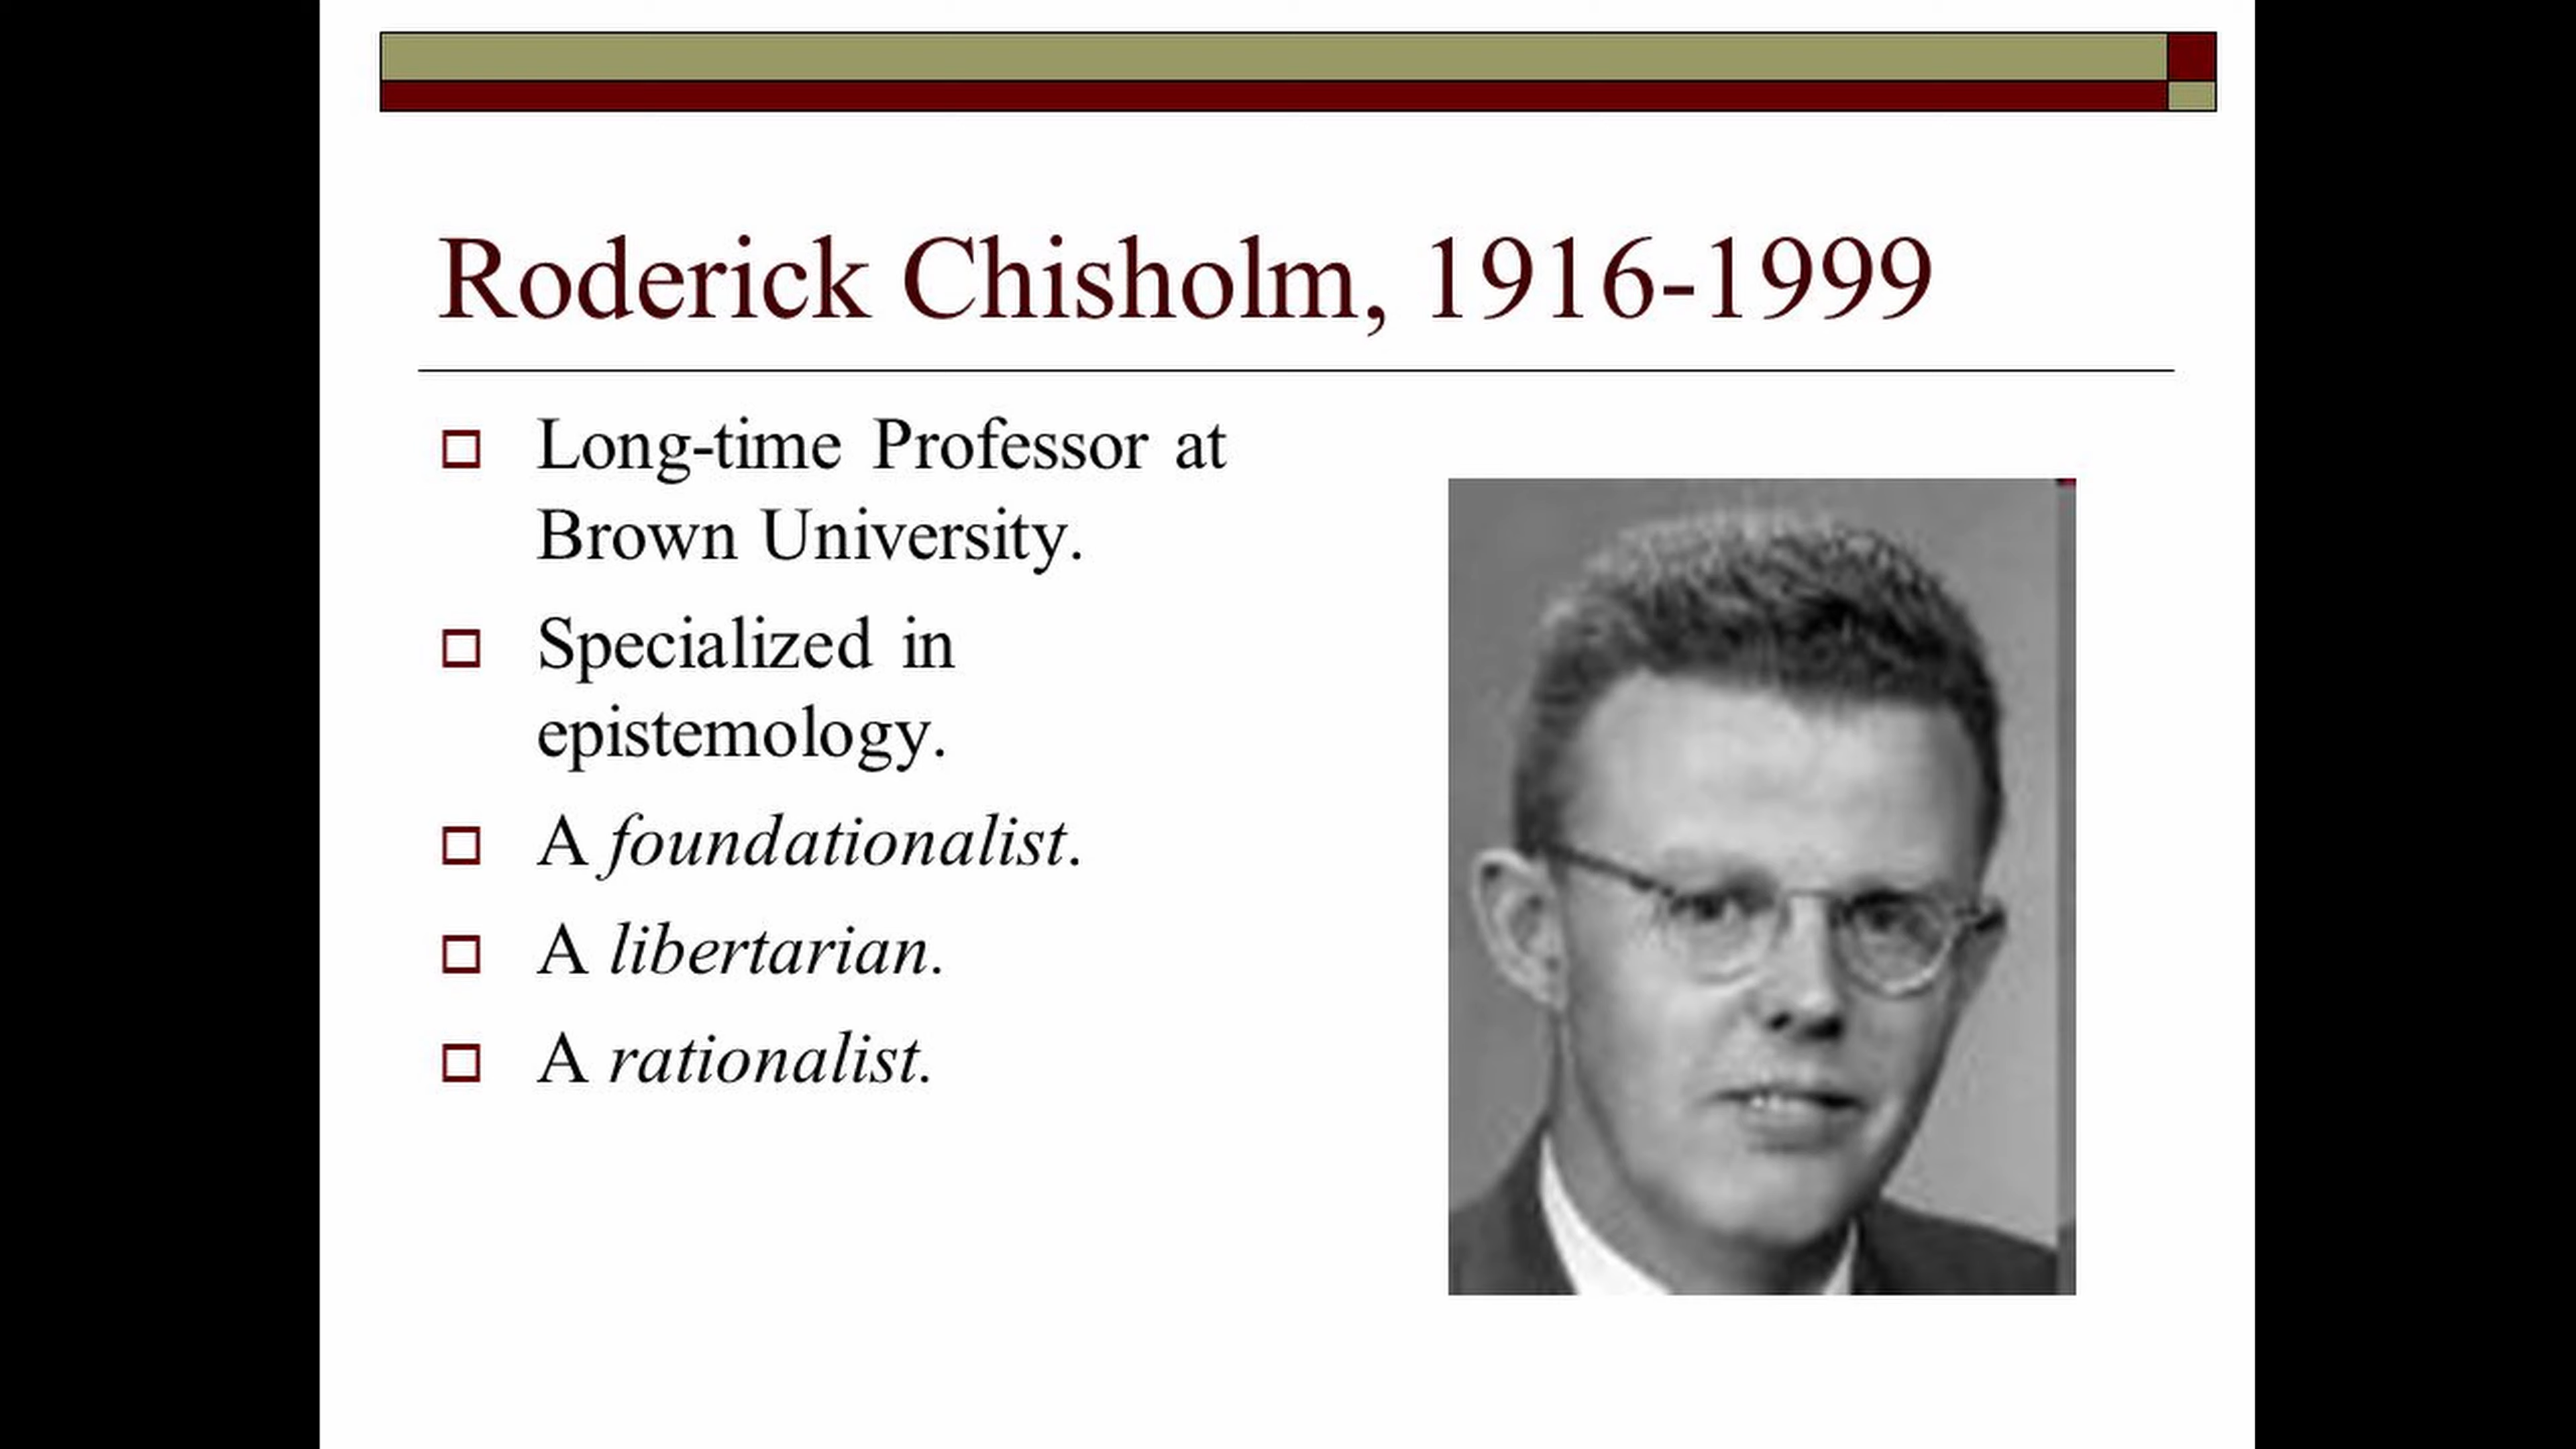 Roderick Chisholm, 1916-1999
Long-time Professor at
Brown University.
Specialized in
epistemology.
A foundationalist.
A libertarian.
A rationalist.